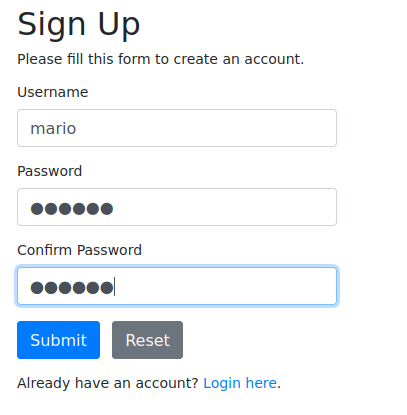 Sign Up
Please fill this form to create an account.
Username
mario
Password
●●●●●●
Confirm Password
●●●●●●
Submit Reset
Already have an account? Login here.